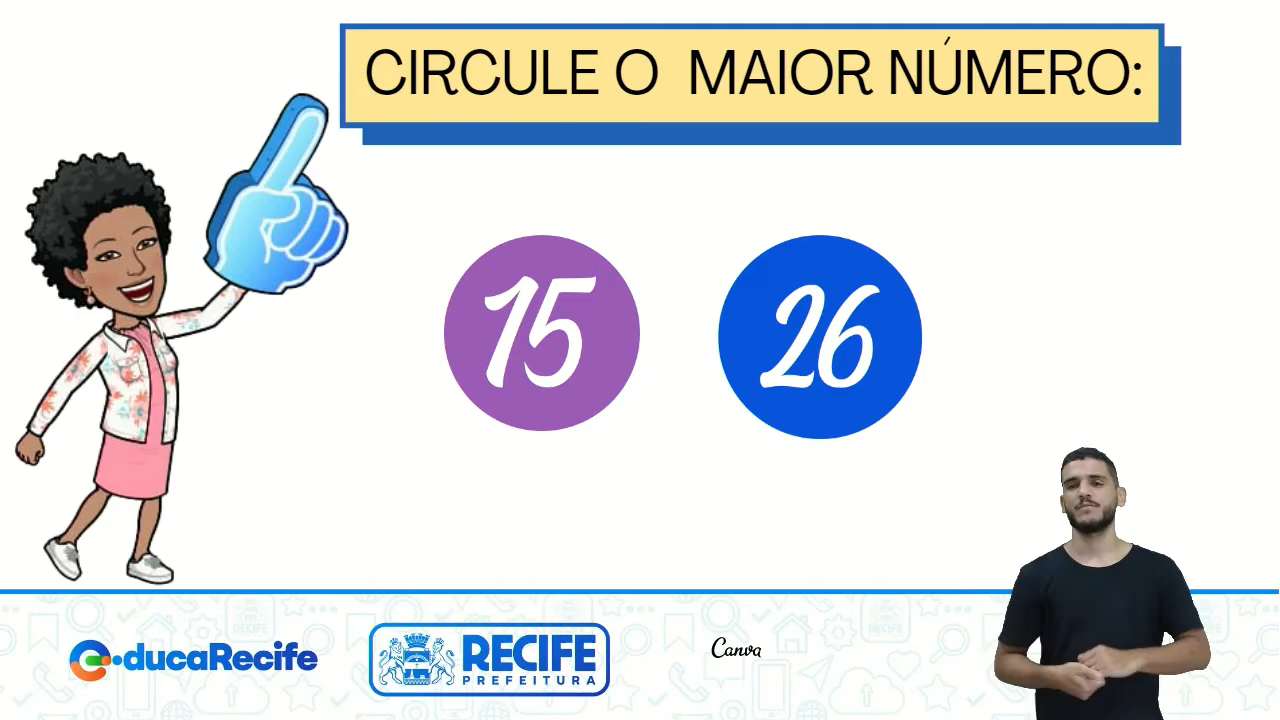 CIRCULE O MAIOR NÚMERO:
15 26
educaRecife
RECIFE
PREFEITURA
Canva